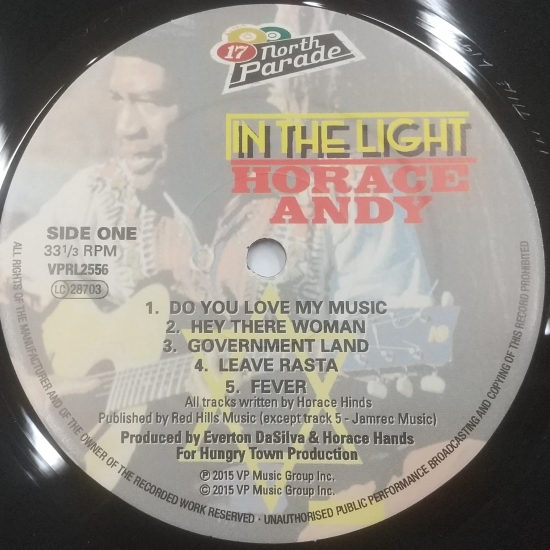 17 North
Parade
IN THE LIGHT
HORACE
ANDY
SIDE ONE
33 1/3 RPM
VPRL2556
LC 28703
1. DO YOU LOVE MY MUSIC
2. HEY THERE WOMAN
3. GOVERNMENT LAND
4. LEAVE RASTA
5. FEVER
All tracks written by Horace Hinds
Published by Red Hills Music (except track 5 - Jamrec Music)
Produced by Everton DaSilva & Horace Hands
For Hungry Town Production
℗ 2015 VP Music Group Inc.
© 2015 VP Music Group Inc.
ALL RIGHTS OF THE MANUFACTURER AND OF THE OWNER OF THE RECORDED WORK RESERVED · UNAUTHORISED PUBLIC PERFORMANCE BROADCASTING AND COPYING OF THIS RECORD PROHIBITED